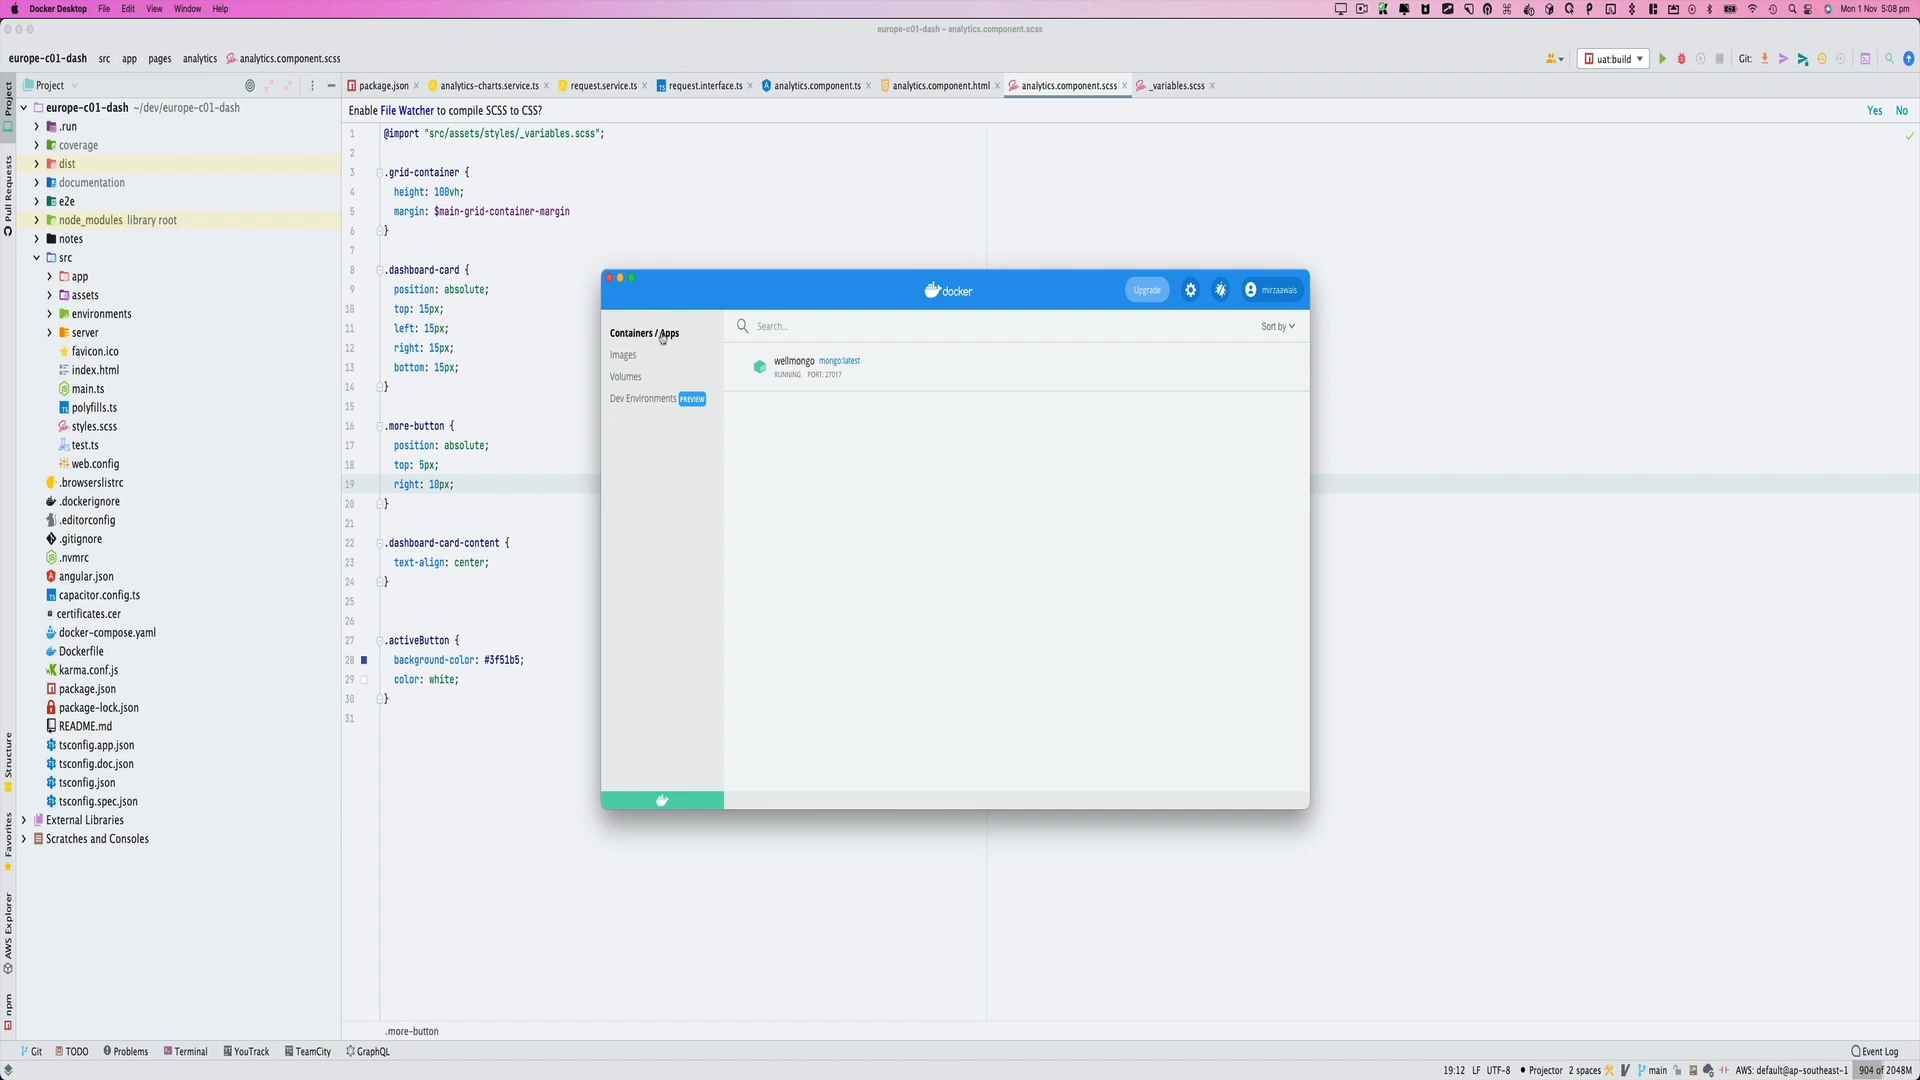 Docker Desktop File Edit View Window Help
Mon 1 Nov 5:08 pm
europe-c01-dash – analytics.component.scss
europe-c01-dash src app pages analytics analytics.component.scss
uat:build
Git:
Project
package.json analytics-charts.service.ts request.service.ts request.interface.ts analytics.component.ts analytics.component.html analytics.component.scss _variables.scss
Enable File Watcher to compile SCSS to CSS?
Yes No
Project
Pull Requests
Structure
Favorites
AWS Explorer
npm
europe-c01-dash ~/dev/europe-c01-dash
.run
coverage
dist
documentation
e2e
node_modules library root
notes
src
app
assets
environments
server
favicon.ico
index.html
main.ts
polyfills.ts
styles.scss
test.ts
web.config
.browserslistrc
.dockerignore
.editorconfig
.gitignore
.nvmrc
angular.json
capacitor.config.ts
certificates.cer
docker-compose.yaml
Dockerfile
karma.conf.js
package.json
package-lock.json
README.md
tsconfig.app.json
tsconfig.doc.json
tsconfig.json
tsconfig.spec.json
External Libraries
Scratches and Consoles
1 @import "src/assets/styles/_variables.scss";
2
3 .grid-container {
4 height: 100vh;
5 margin: $main-grid-container-margin
6 }
7
8 .dashboard-card {
9 position: absolute;
10 top: 15px;
11 left: 15px;
12 right: 15px;
13 bottom: 15px;
14 }
15
16 .more-button {
17 position: absolute;
18 top: 5px;
19 right: 10px;
20 }
21
22 .dashboard-card-content {
23 text-align: center;
24 }
25
26
27 .activeButton {
28 background-color: #3f51b5;
29 color: white;
30 }
31
docker
Upgrade
mirzaawais
Containers / Apps
Images
Volumes
Dev Environments PREVIEW
Search...
Sort by
wellmongo mongo:latest
RUNNING PORT: 27017
.more-button
Git TODO Problems Terminal YouTrack TeamCity GraphQL
Event Log
19:12 LF UTF-8 Projector 2 spaces main AWS: default@ap-southeast-1 904 of 2048M